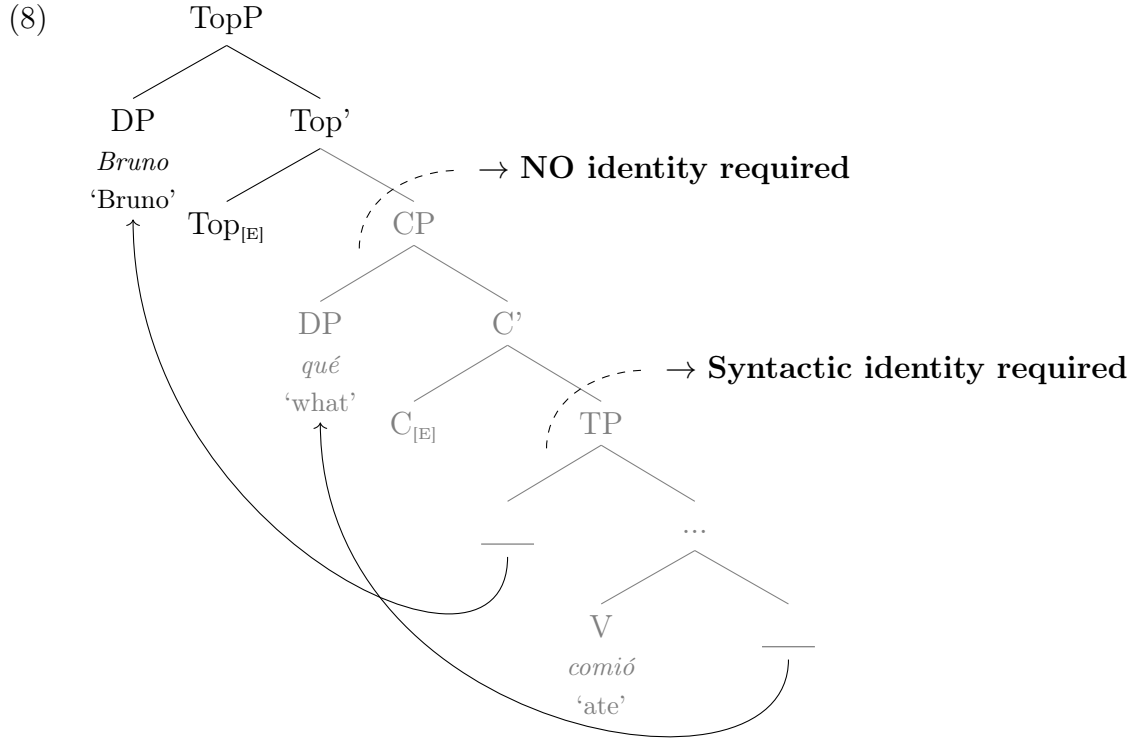 (8)
TopP
DP Top'
Bruno
'Bruno'
→ NO identity required
Top[E] CP
DP C'
qué
'what'
→ Syntactic identity required
C[E] TP
...
V
comió
'ate'